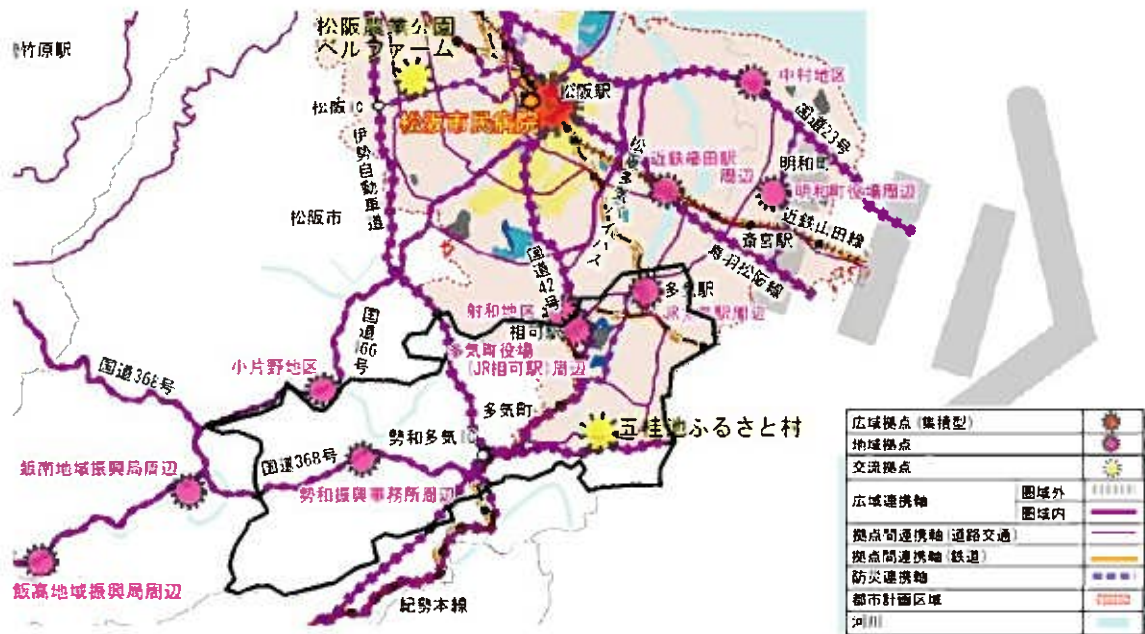 竹原駅
松阪農業公園
ベルファーム
松阪IC
松阪駅
松阪市民病院
中村地区
国道23号
伊勢自動車道
近鉄櫛田駅
周辺
明和町
明和町役場周辺
松阪市
近鉄山田線
斎宮駅
鳥羽松阪線
国道42号
多気駅
JR多気駅周辺
射和地区
相可
国道166号
多気町役場
(JR相可駅)周辺
小片野地区
国道368号
多気町
五桂池ふるさと村
勢和多気IC
国道368号
飯南地域振興局周辺
勢和振興事務所周辺
飯高地域振興局周辺
紀勢本線
広域拠点(集積型)
地域拠点
交流拠点
広域連携軸
圏域外
圏域内
拠点間連携軸(道路交通)
拠点間連携軸(鉄道)
防災連携軸
都市計画区域
河川